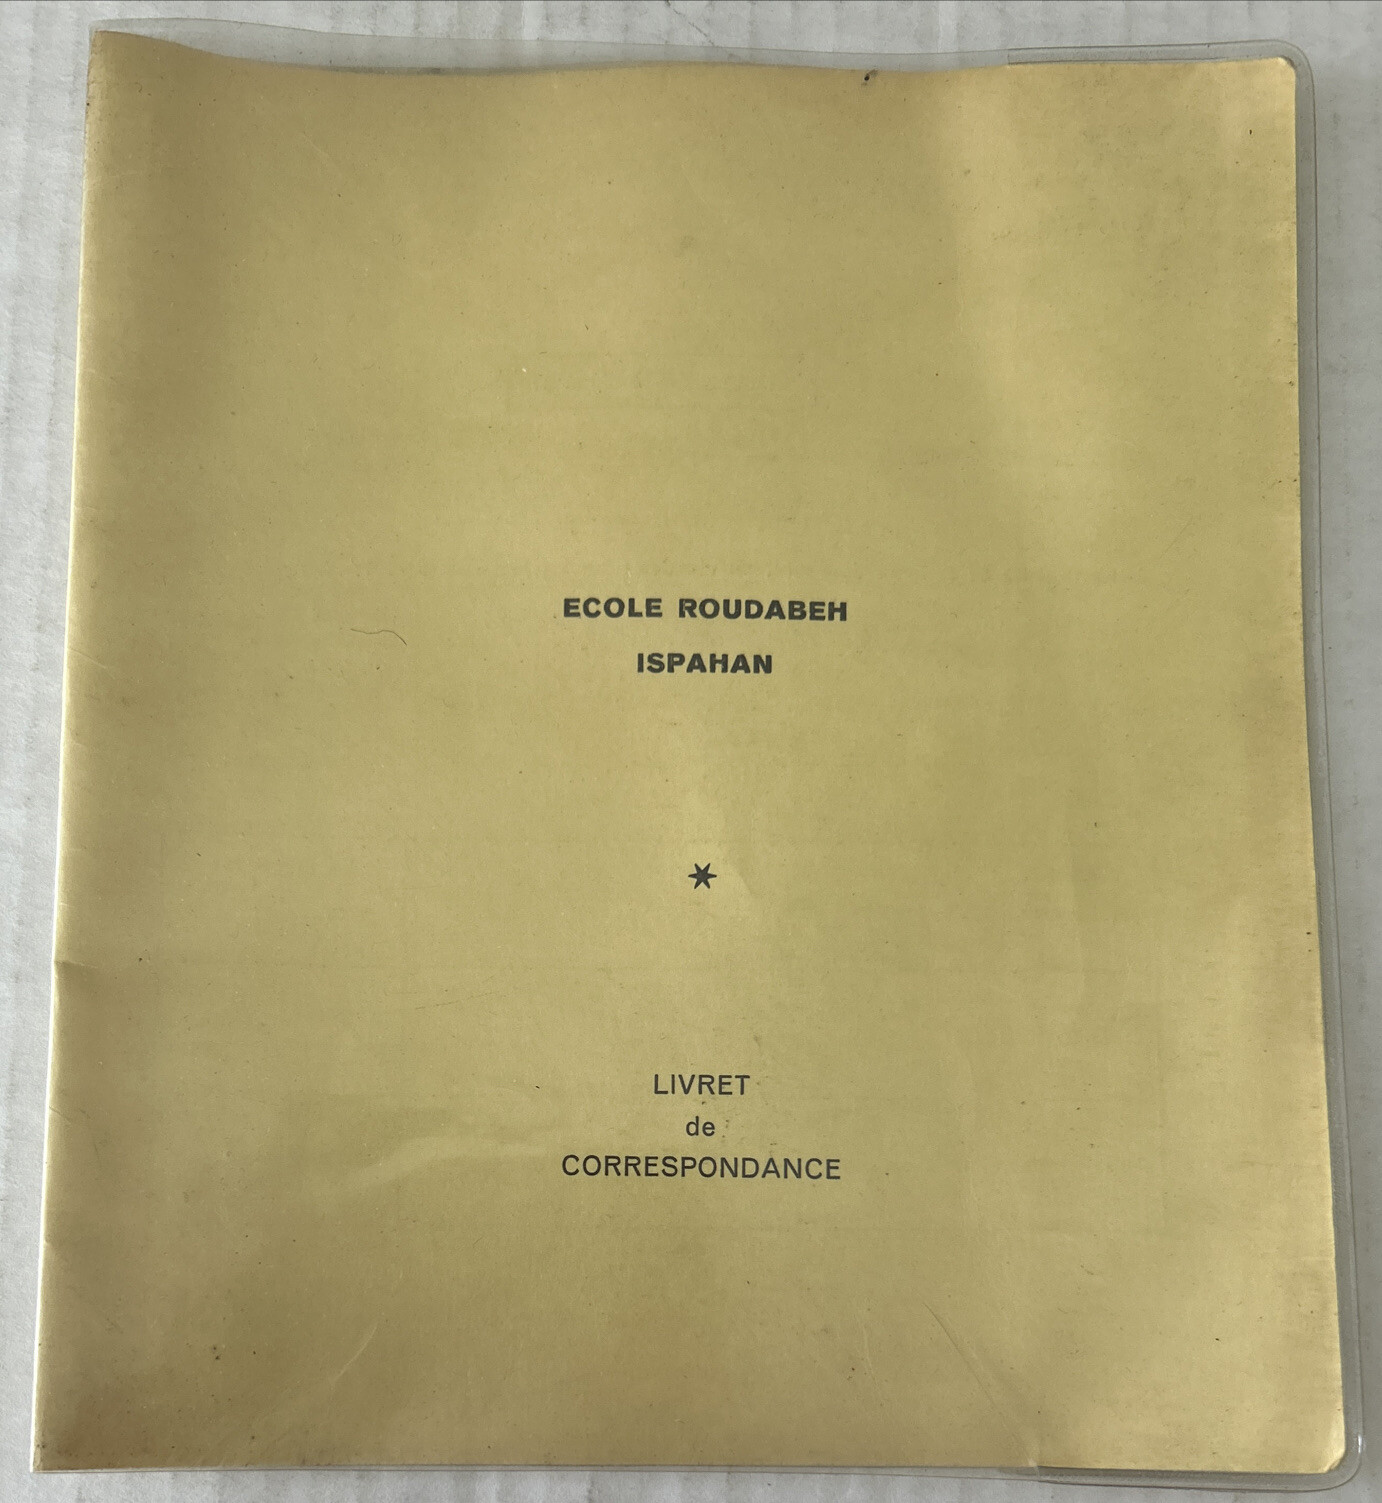 ECOLE ROUDABEH
ISPAHAN
LIVRET
de
CORRESPONDANCE